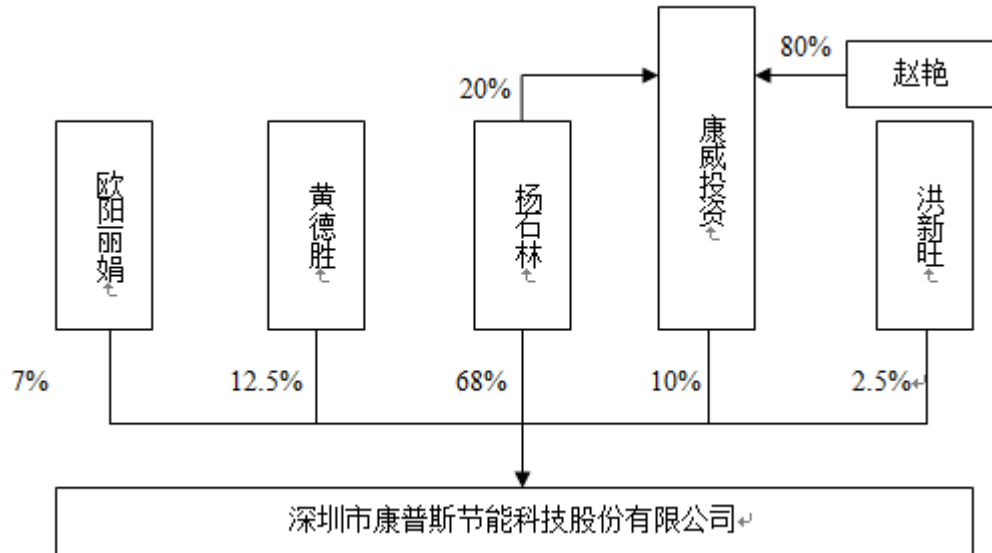 80%
赵艳
20%
康威投资
欧阳丽娟
黄德胜
杨石林
洪新旺
7%
12.5%
68%
10%
2.5%
深圳市康普斯节能科技股份有限公司